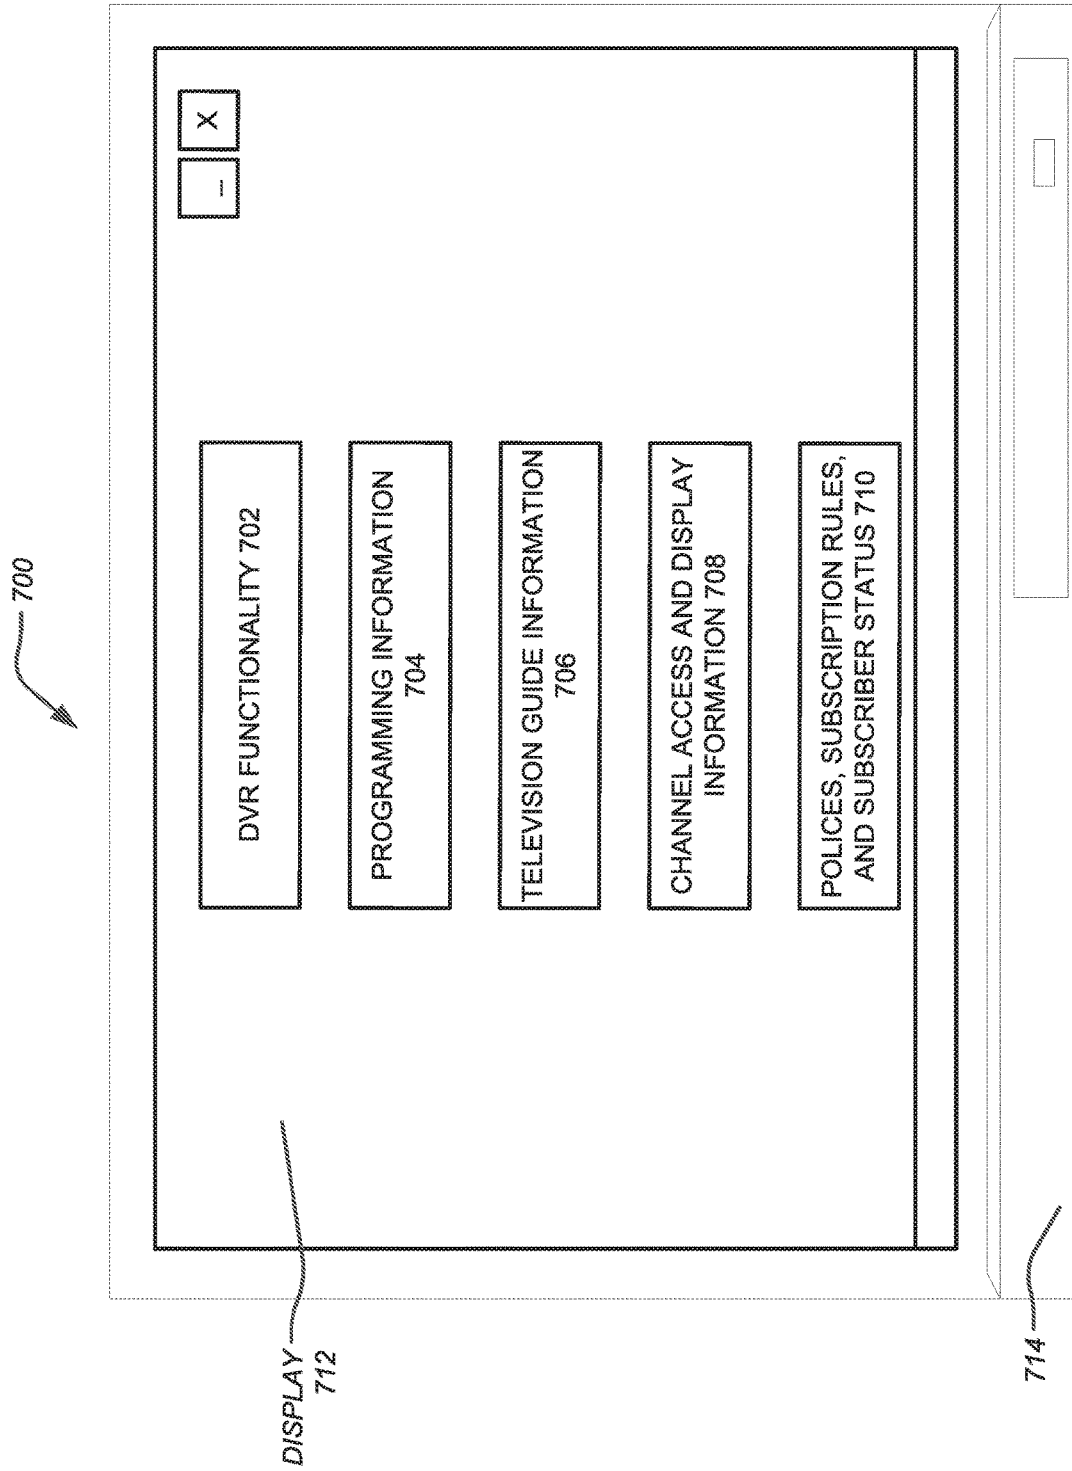 700
_
X
DVR FUNCTIONALITY 702
PROGRAMMING INFORMATION
704
TELEVISION GUIDE INFORMATION
706
CHANNEL ACCESS AND DISPLAY
INFORMATION 708
POLICES, SUBSCRIPTION RULES,
AND SUBSCRIBER STATUS 710
DISPLAY
712
714